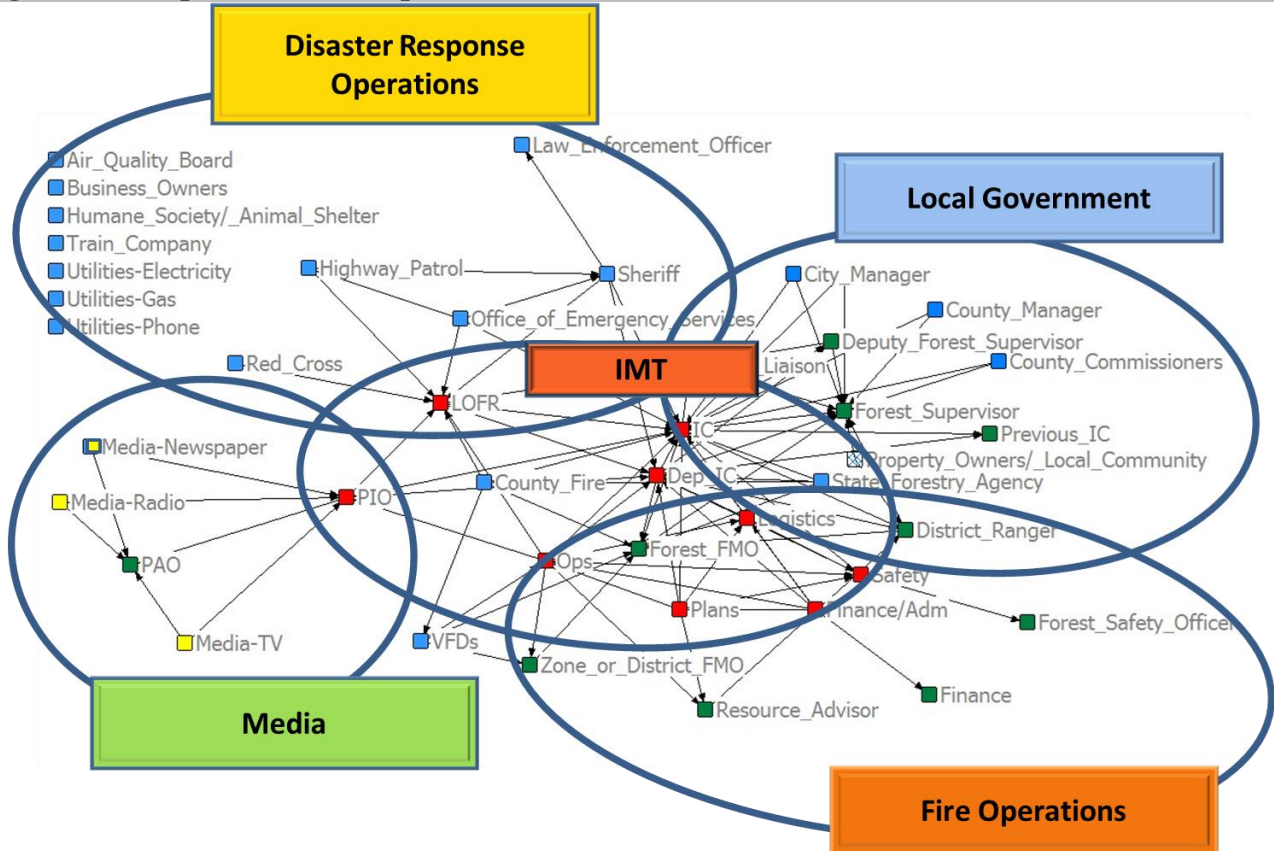 Disaster Response
Operations
Law_Enforcement_Officer
Air_Quality_Board
Business_Owners
Humane_Society/_Animal_Shelter
Train_Company
Utilities-Electricity
Utilities-Gas
Utilities-Phone
Local Government
Highway_Patrol
Sheriff
City_Manager
Office_of_Emergency_Services
County_Manager
Deputy_Forest_Supervisor
Red_Cross
IMT
Liaison
County_Commissioners
LOFR
Forest_Supervisor
IC
Previous_IC
Media-Newspaper
Property_Owners/_Local_Community
Dep_IC
County_Fire
State_Forestry_Agency
Media-Radio
PIO
Logistics
District_Ranger
PAO
Forest_FMO
Ops
Safety
Plans
Finance/Adm
Forest_Safety_Officer
Media-TV
VFDs
Zone_or_District_FMO
Finance
Resource_Advisor
Media
Fire Operations